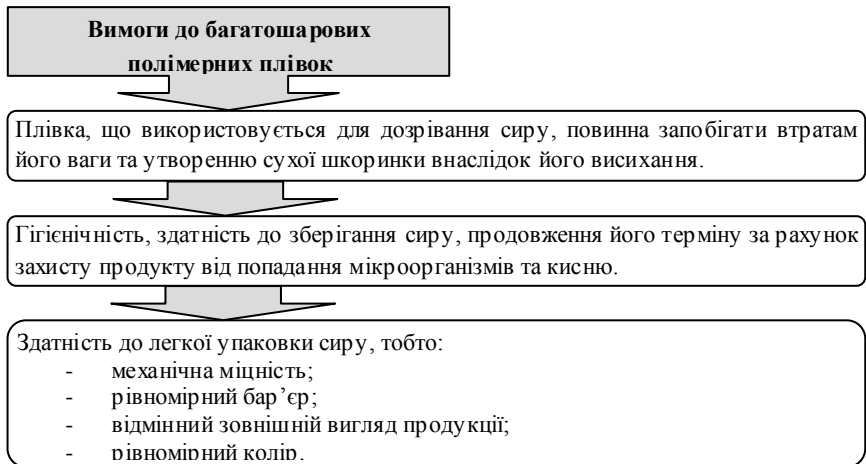 Вимоги до багатошарових
полімерних плівок
Плівка, що використовується для дозрівання сиру, повинна запобігати втратам
його ваги та утворенню сухої шкоринки внаслідок його висихання.
Гігієнічність, здатність до зберігання сиру, продовження його терміну за рахунок
захисту продукту від попадання мікроорганізмів та кисню.
Здатність до легкої упаковки сиру, тобто:
- механічна міцність;
- рівномірний бар’єр;
- відмінний зовнішній вигляд продукції;
- рівномірний колір.